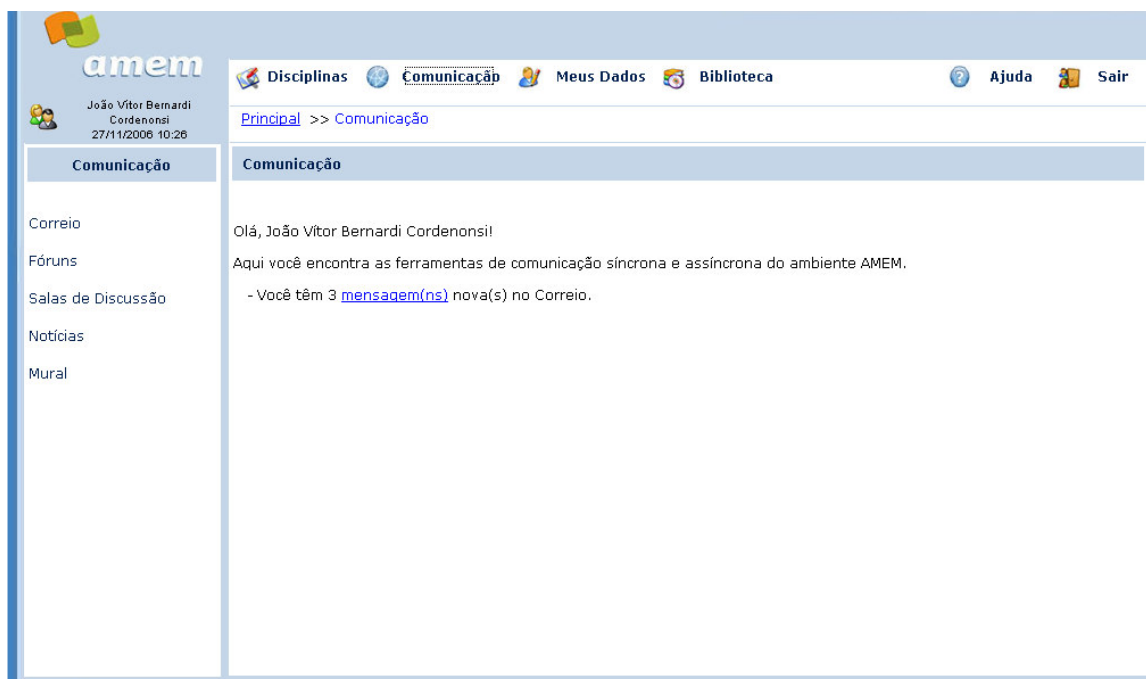 amem
João Vítor Bernardi
Cordenonsi
27/11/2006 10:26
Disciplinas Comunicação Meus Dados Biblioteca Ajuda Sair
Principal >> Comunicação
Comunicação
Correio
Fóruns
Salas de Discussão
Notícias
Mural
Comunicação
Olá, João Vítor Bernardi Cordenonsi!
Aqui você encontra as ferramentas de comunicação síncrona e assíncrona do ambiente AMEM.
- Você têm 3 mensagem(ns) nova(s) no Correio.